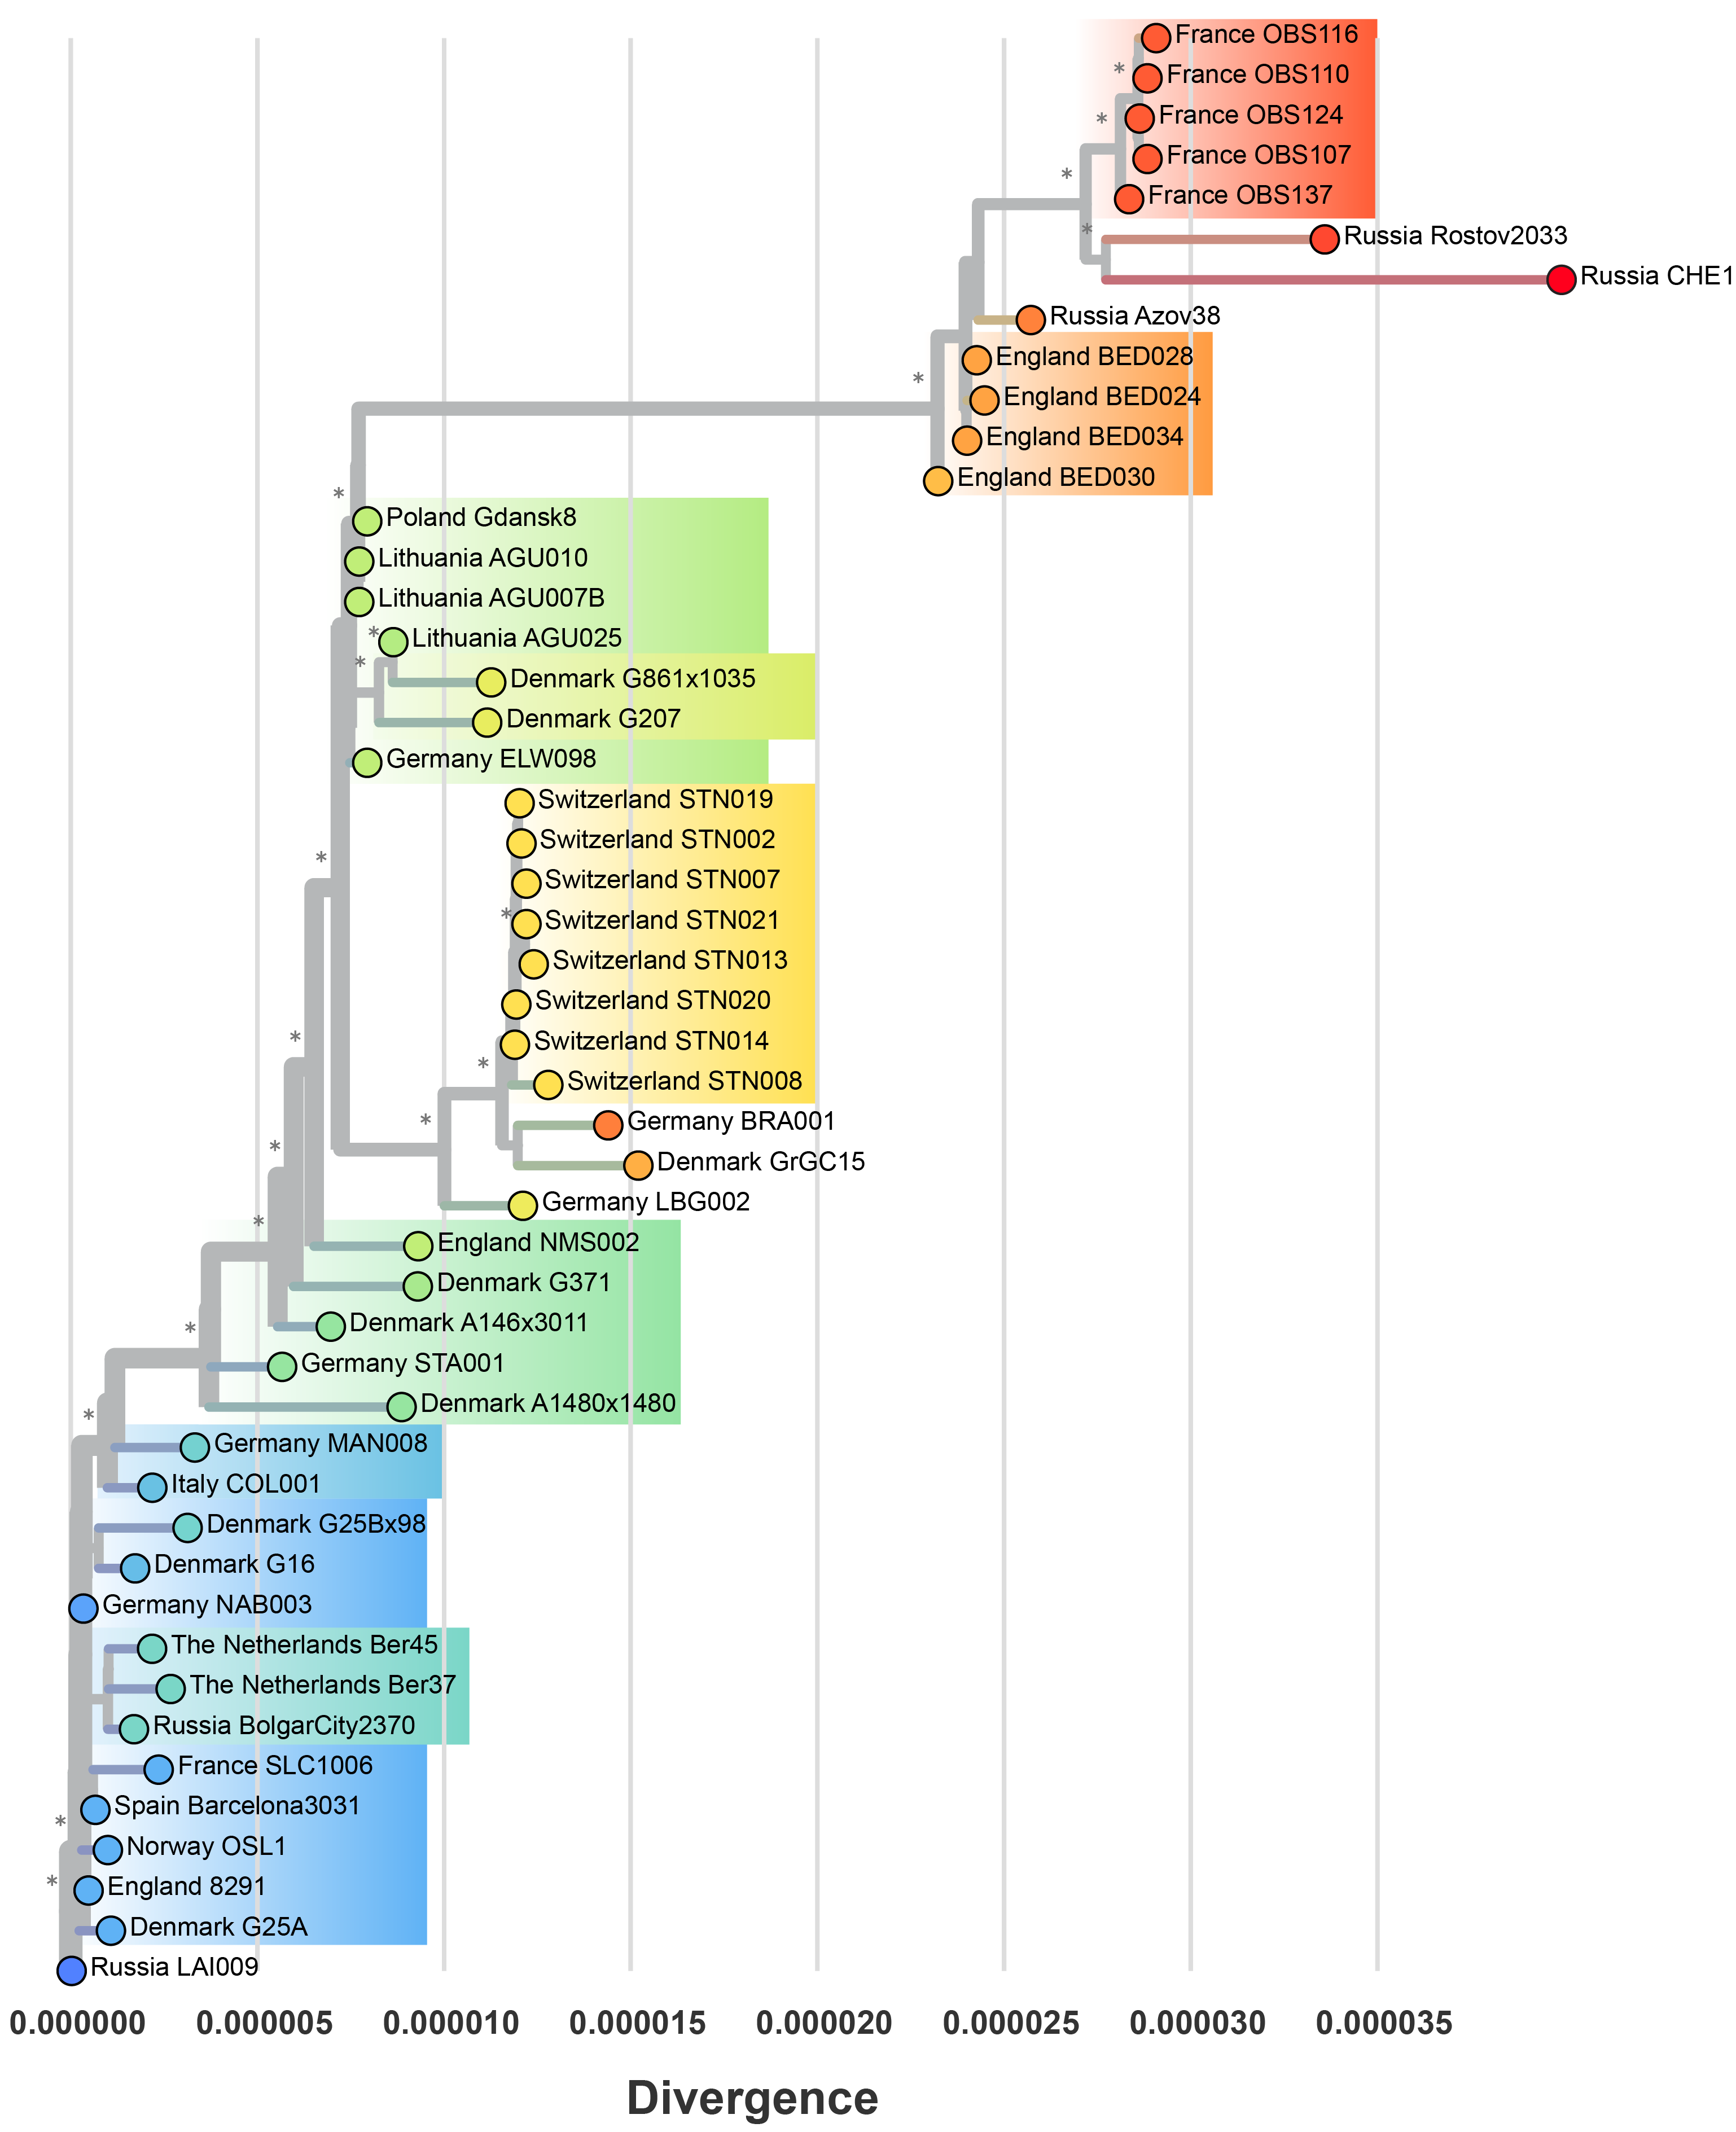 France OBS116
*
France OBS110
*
France OBS124
France OBS107
*
France OBS137
*
Russia Rostov2033
Russia CHE1
Russia Azov38
England BED028
*
England BED024
England BED034
England BED030
*
Poland Gdansk8
Lithuania AGU010
Lithuania AGU007B
*
Lithuania AGU025
*
Denmark G861x1035
Denmark G207
Germany ELW098
Switzerland STN019
Switzerland STN002
*
Switzerland STN007
*
Switzerland STN021
Switzerland STN013
Switzerland STN020
*
Switzerland STN014
*
Switzerland STN008
*
Germany BRA001
*
Denmark GrGC15
Germany LBG002
*
England NMS002
Denmark G371
*
Denmark A146x3011
Germany STA001
Denmark A1480x1480
*
Germany MAN008
Italy COL001
Denmark G25Bx98
Denmark G16
Germany NAB003
The Netherlands Ber45
The Netherlands Ber37
Russia BolgarCity2370
France SLC1006
Spain Barcelona3031
*
Norway OSL1
*
England 8291
Denmark G25A
Russia LAI009
0.000000 0.000005 0.000010 0.000015 0.000020 0.000025 0.000030 0.000035
Divergence